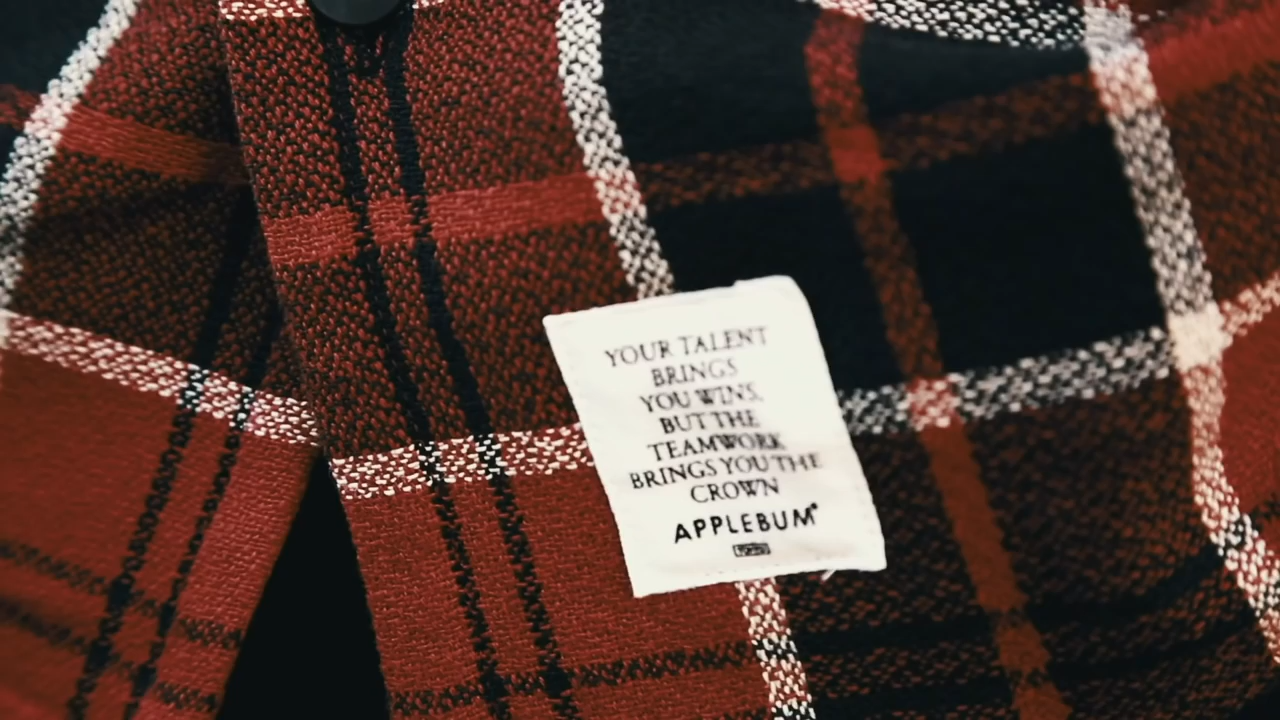 YOUR TALENT
BRINGS
YOU WINS,
BUT THE
TEAMWORK
BRINGS YOU THE
CROWN
APPLEBUM